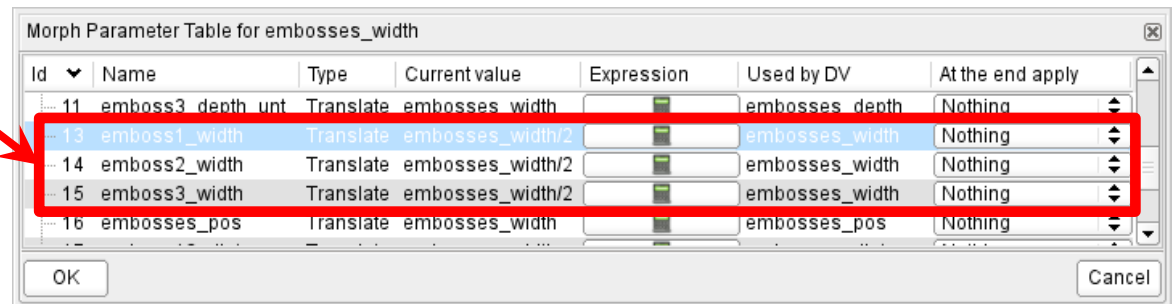 Morph Parameter Table for embosses_width
Id Name Type Current value Expression Used by DV At the end apply
11 emboss3_depth_unt Translate embosses_width embosses_depth Nothing
13 emboss1_width Translate embosses_width/2 embosses_width Nothing
14 emboss2_width Translate embosses_width/2 embosses_width Nothing
15 emboss3_width Translate embosses_width/2 embosses_width Nothing
16 embosses_pos Translate embosses_width embosses_pos Nothing
OK Cancel